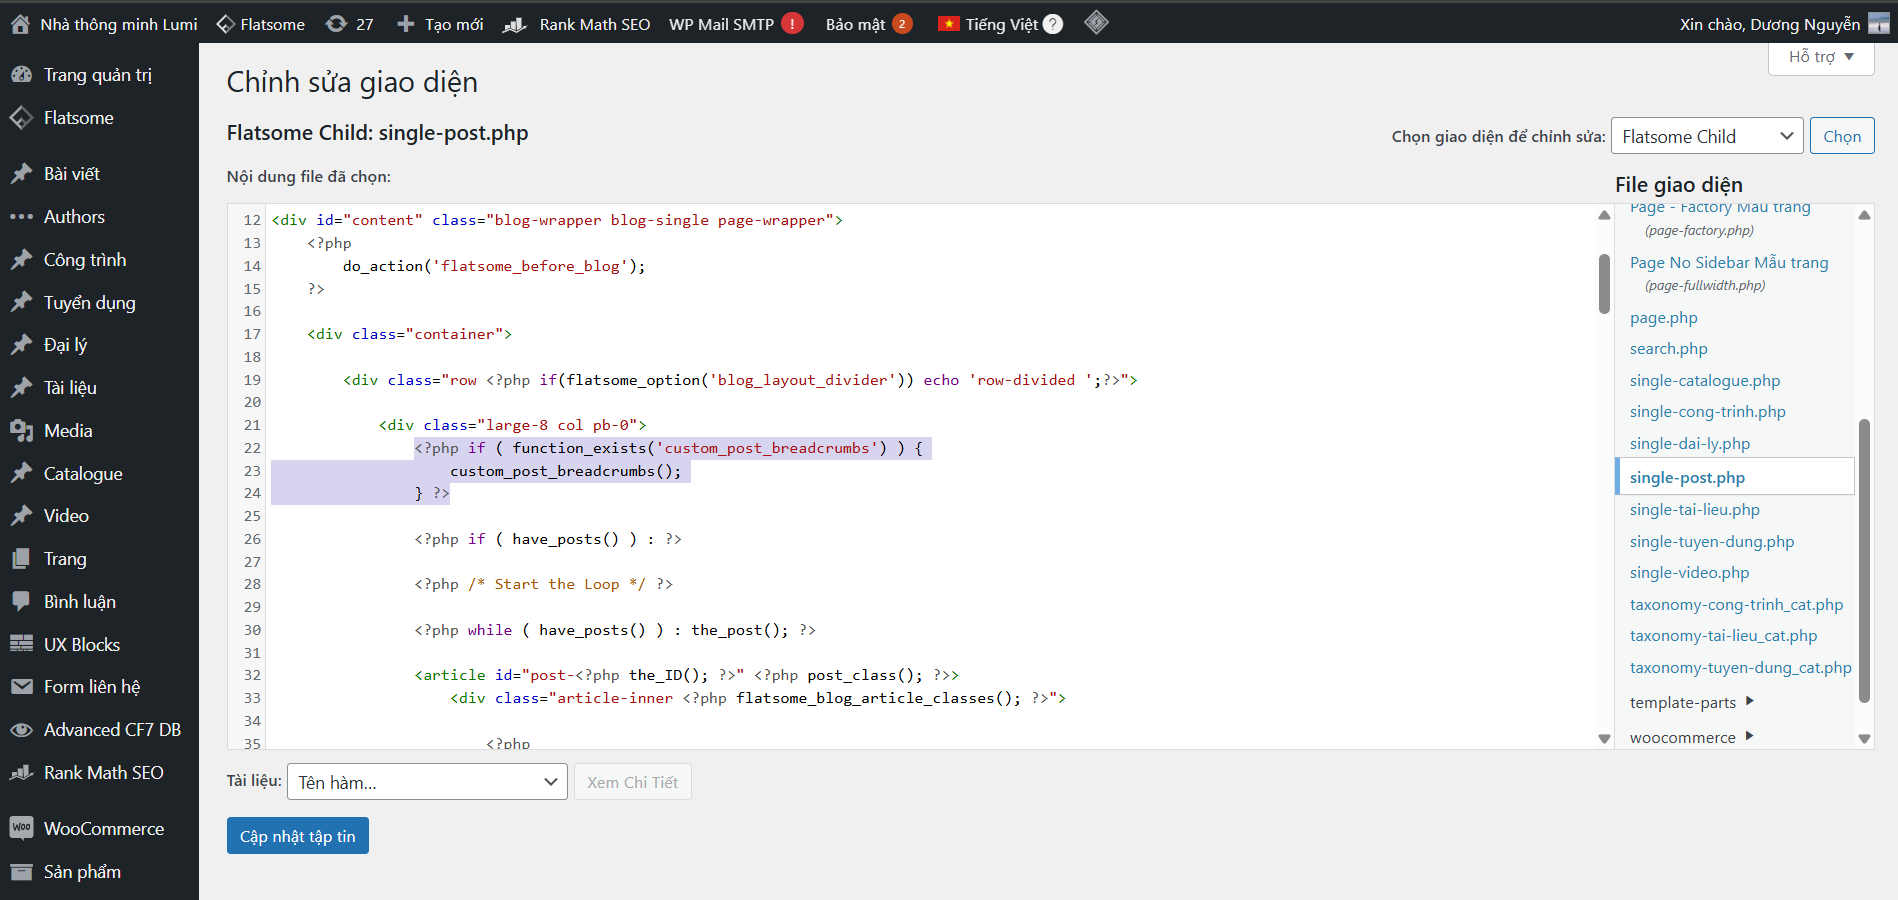 Nhà thông minh Lumi Flatsome 27 Tạo mới Rank Math SEO WP Mail SMTP ! Bảo mật 2 Tiếng Việt ? Xin chào, Dương Nguyễn
Hỗ trợ
Trang quản trị
Flatsome
Bài viết
Authors
Công trình
Tuyển dụng
Đại lý
Tài liệu
Media
Catalogue
Video
Trang
Bình luận
UX Blocks
Form liên hệ
Advanced CF7 DB
Rank Math SEO
Woo WooCommerce
Sản phẩm
Chỉnh sửa giao diện
Flatsome Child: single-post.php
Chọn giao diện để chỉnh sửa: Flatsome Child Chọn
Nội dung file đã chọn:
12 <div id="content" class="blog-wrapper blog-single page-wrapper">
13 <?php
14 do_action('flatsome_before_blog');
15 ?>
16
17 <div class="container">
18
19 <div class="row <?php if(flatsome_option('blog_layout_divider')) echo 'row-divided ';?>">
20
21 <div class="large-8 col pb-0">
22 <?php if ( function_exists('custom_post_breadcrumbs') ) {
23 custom_post_breadcrumbs();
24 } ?>
25
26 <?php if ( have_posts() ) : ?>
27
28 <?php /* Start the Loop */ ?>
29
30 <?php while ( have_posts() ) : the_post(); ?>
31
32 <article id="post-<?php the_ID(); ?>" <?php post_class(); ?>>
33 <div class="article-inner <?php flatsome_blog_article_classes(); ?>">
34
35 <?php
File giao diện
Page - Factory Mẫu trang
(page-factory.php)
Page No Sidebar Mẫu trang
(page-fullwidth.php)
page.php
search.php
single-catalogue.php
single-cong-trinh.php
single-dai-ly.php
single-post.php
single-tai-lieu.php
single-tuyen-dung.php
single-video.php
taxonomy-cong-trinh_cat.php
taxonomy-tai-lieu_cat.php
taxonomy-tuyen-dung_cat.php
template-parts
woocommerce
Tài liệu: Tên hàm... Xem Chi Tiết
Cập nhật tập tin